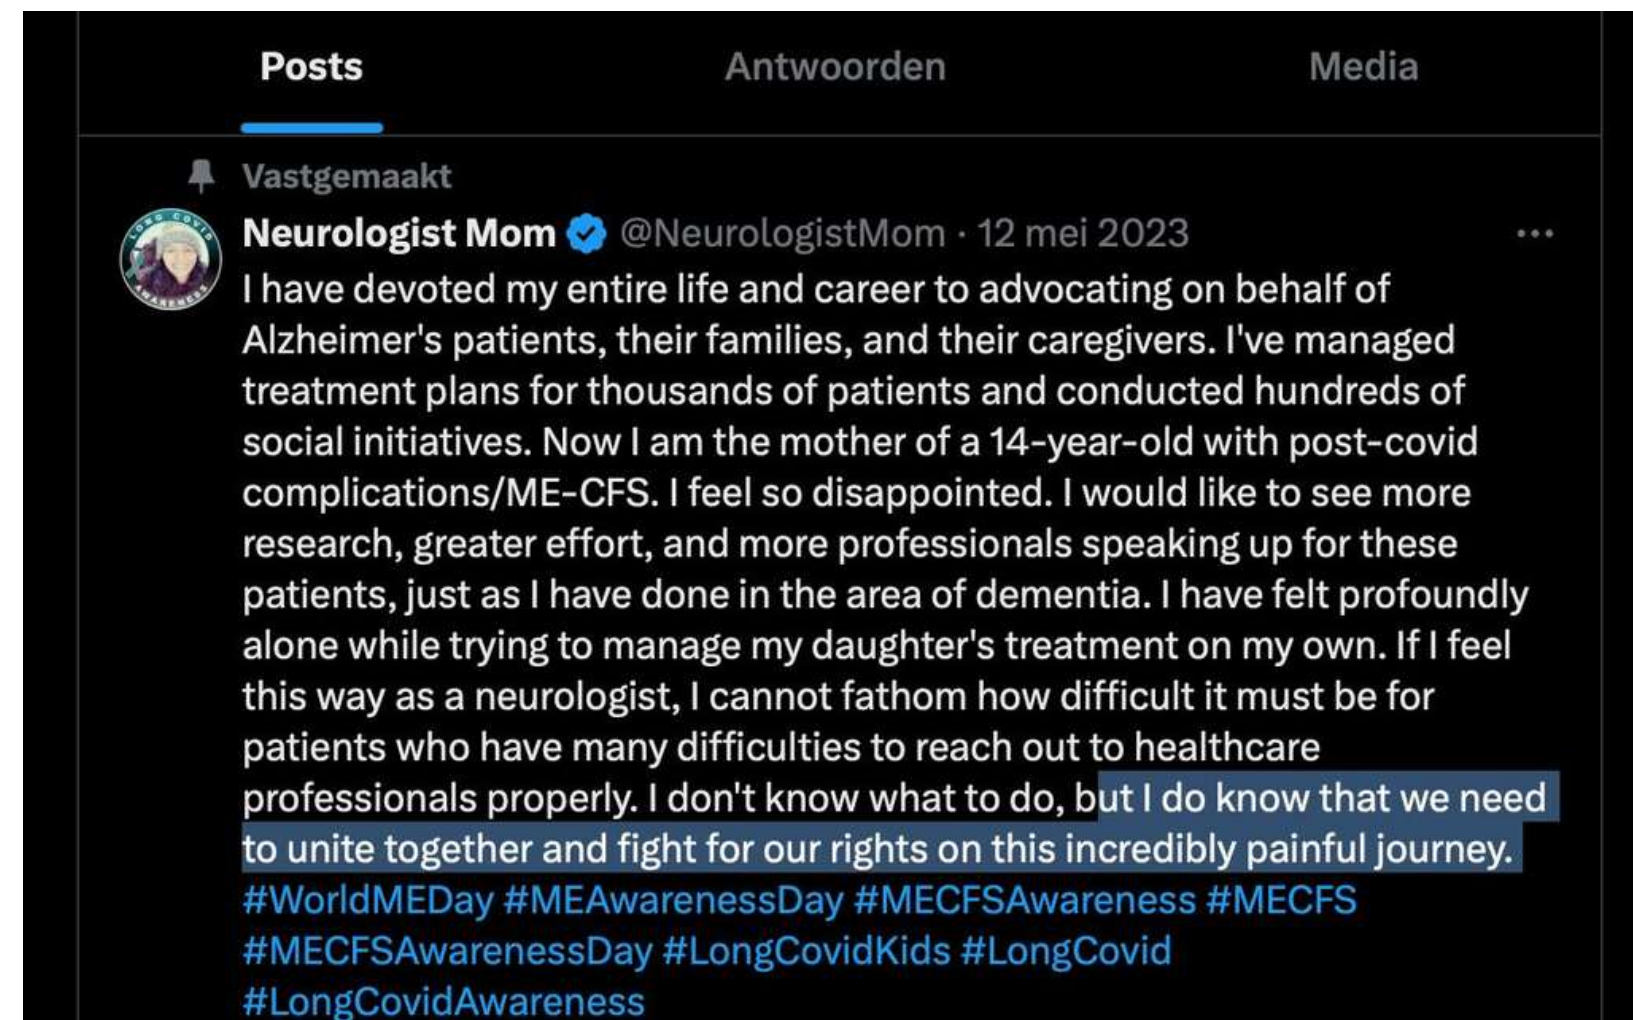 Posts Antwoorden Media
Vastgemaakt
Neurologist Mom @NeurologistMom · 12 mei 2023
I have devoted my entire life and career to advocating on behalf of
Alzheimer's patients, their families, and their caregivers. I've managed
treatment plans for thousands of patients and conducted hundreds of
social initiatives. Now I am the mother of a 14-year-old with post-covid
complications/ME-CFS. I feel so disappointed. I would like to see more
research, greater effort, and more professionals speaking up for these
patients, just as I have done in the area of dementia. I have felt profoundly
alone while trying to manage my daughter's treatment on my own. If I feel
this way as a neurologist, I cannot fathom how difficult it must be for
patients who have many difficulties to reach out to healthcare
professionals properly. I don't know what to do, but I do know that we need
to unite together and fight for our rights on this incredibly painful journey.
#WorldMEDay #MEAwarenessDay #MECFSAwareness #MECFS
#MECFSAwarenessDay #LongCovidKids #LongCovid
#LongCovidAwareness
LONG COVID
AWARENESS